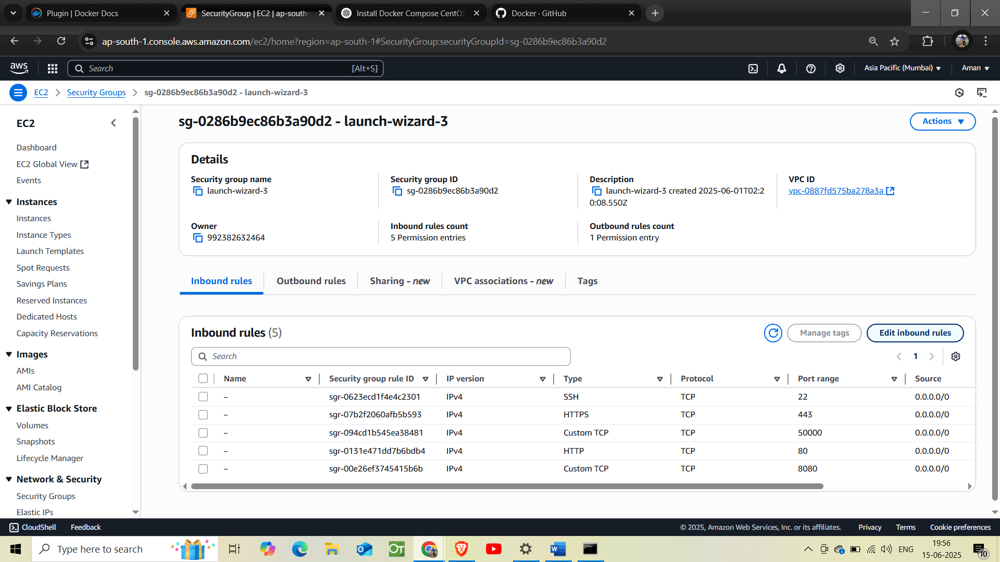 Plugin | Docker Docs
SecurityGroup | EC2 | ap-south-
Install Docker Compose CentOS
Docker · GitHub
ap-south-1.console.aws.amazon.com/ec2/home?region=ap-south-1#SecurityGroup:securityGroupId=sg-0286b9ec86b3a90d2
aws
Search
[Alt+S]
Asia Pacific (Mumbai)
Aman
EC2
Security Groups
sg-0286b9ec86b3a90d2 - launch-wizard-3
EC2
Dashboard
EC2 Global View
Events
Instances
Instances
Instance Types
Launch Templates
Spot Requests
Savings Plans
Reserved Instances
Dedicated Hosts
Capacity Reservations
Images
AMIs
AMI Catalog
Elastic Block Store
Volumes
Snapshots
Lifecycle Manager
Network & Security
Security Groups
Elastic IPs
sg-0286b9ec86b3a90d2 - launch-wizard-3
Actions
Details
Security group name
launch-wizard-3
Security group ID
sg-0286b9ec86b3a90d2
Description
launch-wizard-3 created 2025-06-01T02:2
0:08.550Z
VPC ID
vpc-0887fd575ba278a3a
Owner
992382632464
Inbound rules count
5 Permission entries
Outbound rules count
1 Permission entry
Inbound rules
Outbound rules
Sharing - new
VPC associations - new
Tags
Inbound rules (5)
Manage tags
Edit inbound rules
Search
1
Name Security group rule ID IP version Type Protocol Port range Source
– sgr-0623ecd1f4e4c2301 IPv4 SSH TCP 22 0.0.0.0/0
– sgr-07b2f2060afb5b593 IPv4 HTTPS TCP 443 0.0.0.0/0
– sgr-094cd1b545ea38481 IPv4 Custom TCP TCP 50000 0.0.0.0/0
– sgr-0131e471dd7b6bdb4 IPv4 HTTP TCP 80 0.0.0.0/0
– sgr-00e26ef3745415b6b IPv4 Custom TCP TCP 8080 0.0.0.0/0
CloudShell
Feedback
© 2025, Amazon Web Services, Inc. or its affiliates.
Privacy
Terms
Cookie preferences
Type here to search
OT
W
ENG
19:56
15-06-2025
10